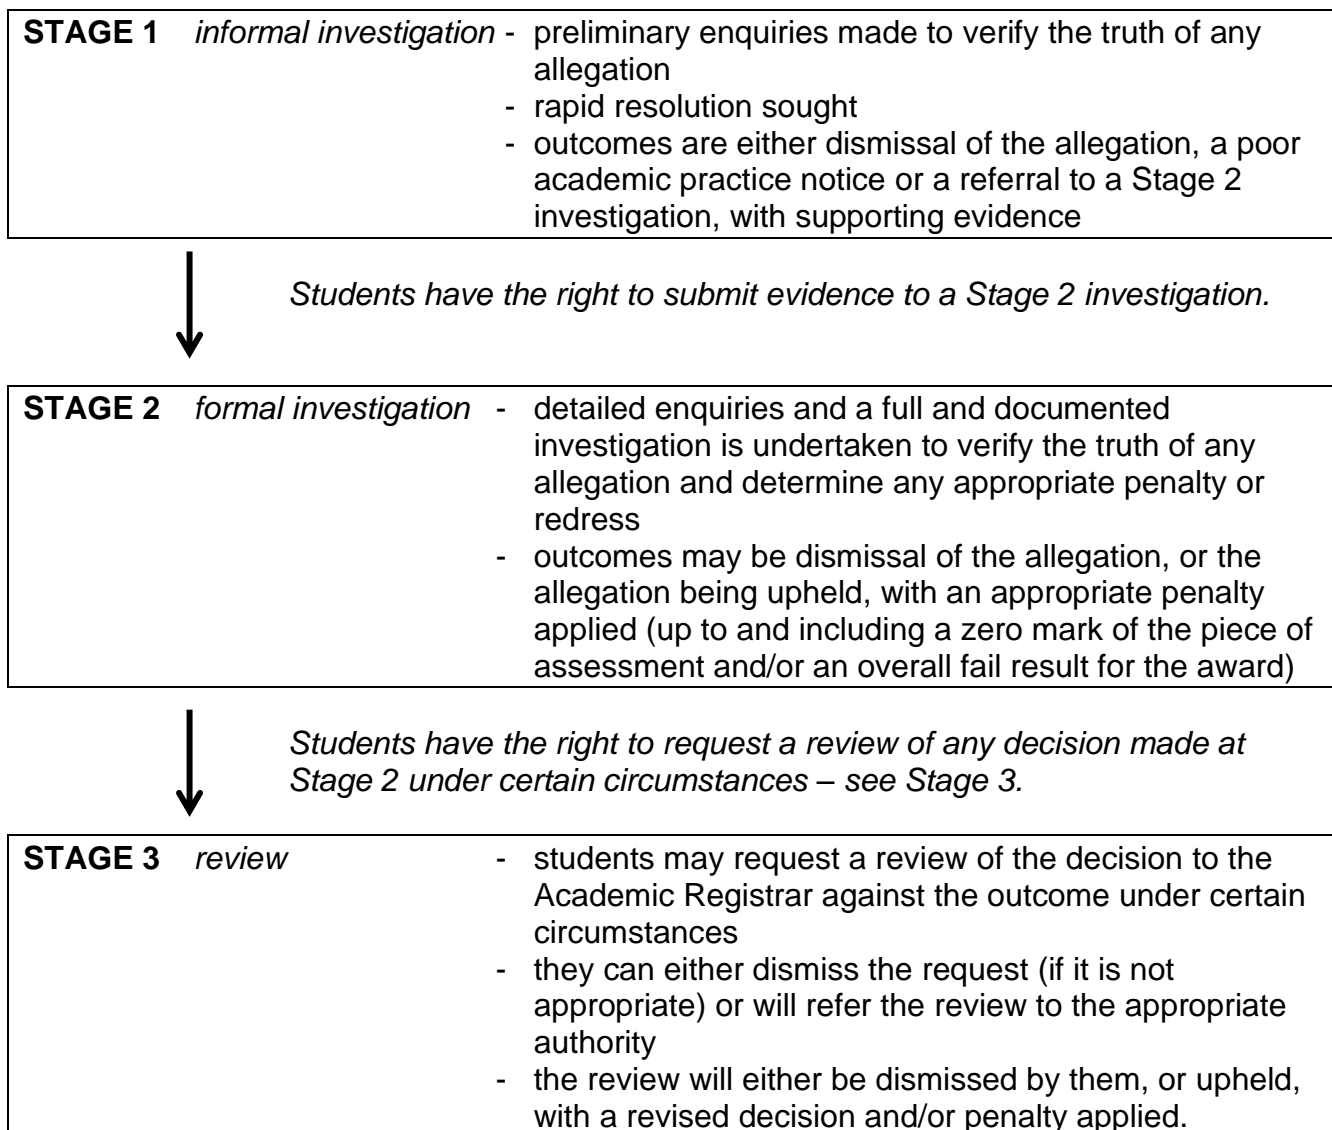 STAGE 1 informal investigation - preliminary enquiries made to verify the truth of any
allegation
- rapid resolution sought
- outcomes are either dismissal of the allegation, a poor
academic practice notice or a referral to a Stage 2
investigation, with supporting evidence
Students have the right to submit evidence to a Stage 2 investigation.
STAGE 2 formal investigation - detailed enquiries and a full and documented
investigation is undertaken to verify the truth of any
allegation and determine any appropriate penalty or
redress
- outcomes may be dismissal of the allegation, or the
allegation being upheld, with an appropriate penalty
applied (up to and including a zero mark of the piece of
assessment and/or an overall fail result for the award)
Students have the right to request a review of any decision made at
Stage 2 under certain circumstances – see Stage 3.
STAGE 3 review - students may request a review of the decision to the
Academic Registrar against the outcome under certain
circumstances
- they can either dismiss the request (if it is not
appropriate) or will refer the review to the appropriate
authority
- the review will either be dismissed by them, or upheld,
with a revised decision and/or penalty applied.